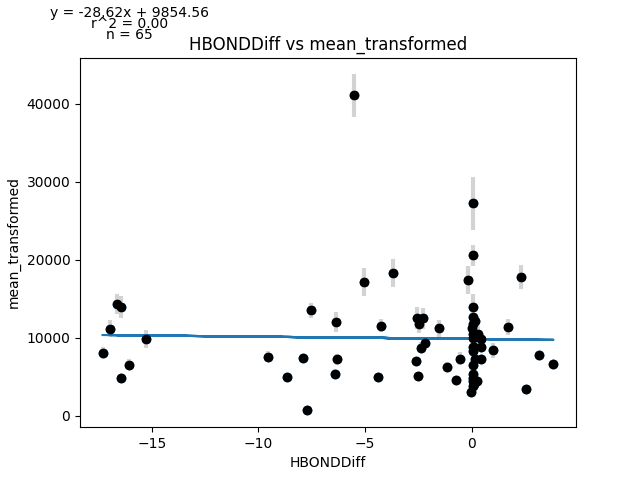 y = -28.62x + 9854.56
r^2 = 0.00
n = 65
HBONDDiff vs mean_transformed
40000
30000
20000
10000
0
mean_transformed
−15
−10
−5
0
HBONDDiff